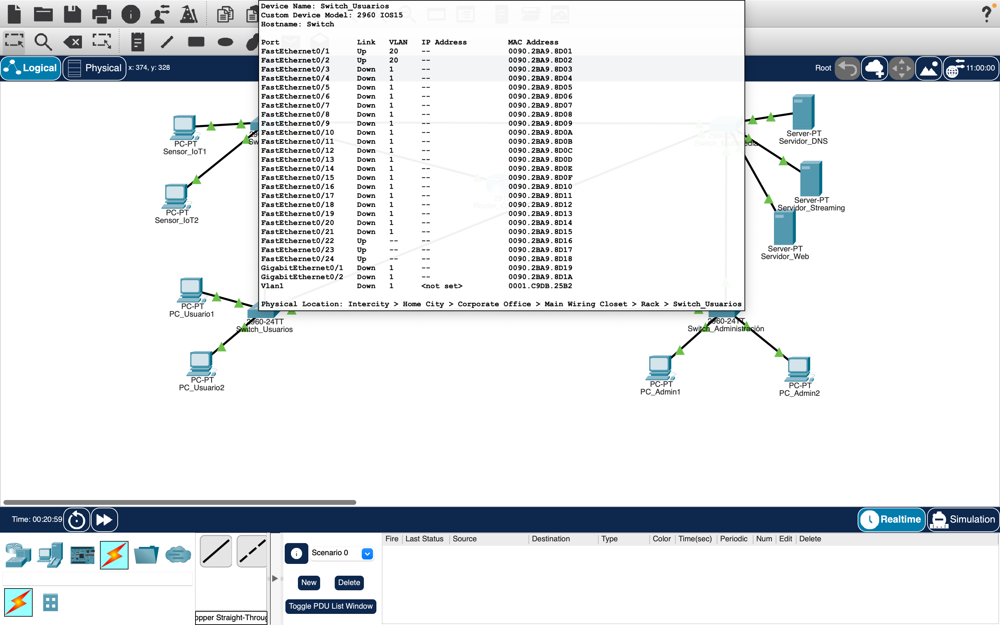 Device Name: Switch_Usuarios
Custom Device Model: 2960 IOS15
Hostname: Switch
Port Link VLAN IP Address MAC Address
FastEthernet0/1 Up 20 -- 0090.2BA9.8D01
FastEthernet0/2 Up 20 -- 0090.2BA9.8D02
FastEthernet0/3 Down 1 -- 0090.2BA9.8D03
FastEthernet0/4 Down 1 -- 0090.2BA9.8D04
FastEthernet0/5 Down 1 -- 0090.2BA9.8D05
FastEthernet0/6 Down 1 -- 0090.2BA9.8D06
FastEthernet0/7 Down 1 -- 0090.2BA9.8D07
FastEthernet0/8 Down 1 -- 0090.2BA9.8D08
FastEthernet0/9 Down 1 -- 0090.2BA9.8D09
FastEthernet0/10 Down 1 -- 0090.2BA9.8D0A
FastEthernet0/11 Down 1 -- 0090.2BA9.8D0B
FastEthernet0/12 Down 1 -- 0090.2BA9.8D0C
FastEthernet0/13 Down 1 -- 0090.2BA9.8D0D
FastEthernet0/14 Down 1 -- 0090.2BA9.8D0E
FastEthernet0/15 Down 1 -- 0090.2BA9.8D0F
FastEthernet0/16 Down 1 -- 0090.2BA9.8D10
FastEthernet0/17 Down 1 -- 0090.2BA9.8D11
FastEthernet0/18 Down 1 -- 0090.2BA9.8D12
FastEthernet0/19 Down 1 -- 0090.2BA9.8D13
FastEthernet0/20 Down 1 -- 0090.2BA9.8D14
FastEthernet0/21 Down 1 -- 0090.2BA9.8D15
FastEthernet0/22 Up -- -- 0090.2BA9.8D16
FastEthernet0/23 Up -- -- 0090.2BA9.8D17
FastEthernet0/24 Up -- -- 0090.2BA9.8D18
GigabitEthernet0/1 Down 1 -- 0090.2BA9.8D19
GigabitEthernet0/2 Down 1 -- 0090.2BA9.8D1A
Vlan1 Down 1 <not set> 0001.C9DB.25B2
Physical Location: Intercity > Home City > Corporate Office > Main Wiring Closet > Rack > Switch_Usuarios
Logical
Physical
x: 374, y: 328
Root
11:00:00
PC-PT
Sensor_IoT1
PC-PT
Sensor_IoT2
2960-24TT
Switch_Multimedia
2911
Server-PT
Servidor_DNS
Server-PT
Servidor_Streaming
Server-PT
Servidor_Web
PC-PT
PC_Usuario1
2960-24TT
Switch_Usuarios
PC-PT
PC_Usuario2
2960-24TT
Switch_Administración
PC-PT
PC_Admin1
PC-PT
PC_Admin2
Time: 00:20:59
Realtime
Simulation
Scenario 0
New
Delete
Toggle PDU List Window
opper Straight-Throug
Fire Last Status Source Destination Type Color Time(sec) Periodic Num Edit Delete